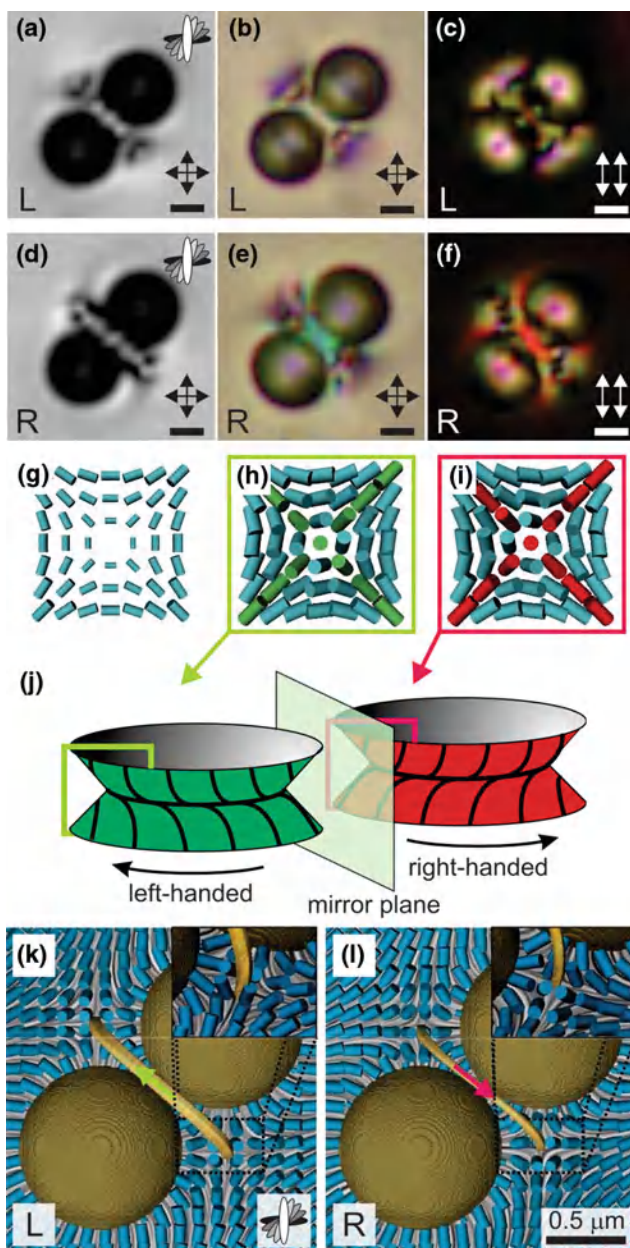 (a)
(b)
(c)
L
L
L
(d)
(e)
(f)
R
R
R
(g)
(h)
(i)
(j)
left-handed
right-handed
mirror plane
(k)
(l)
L
R
0.5 μm